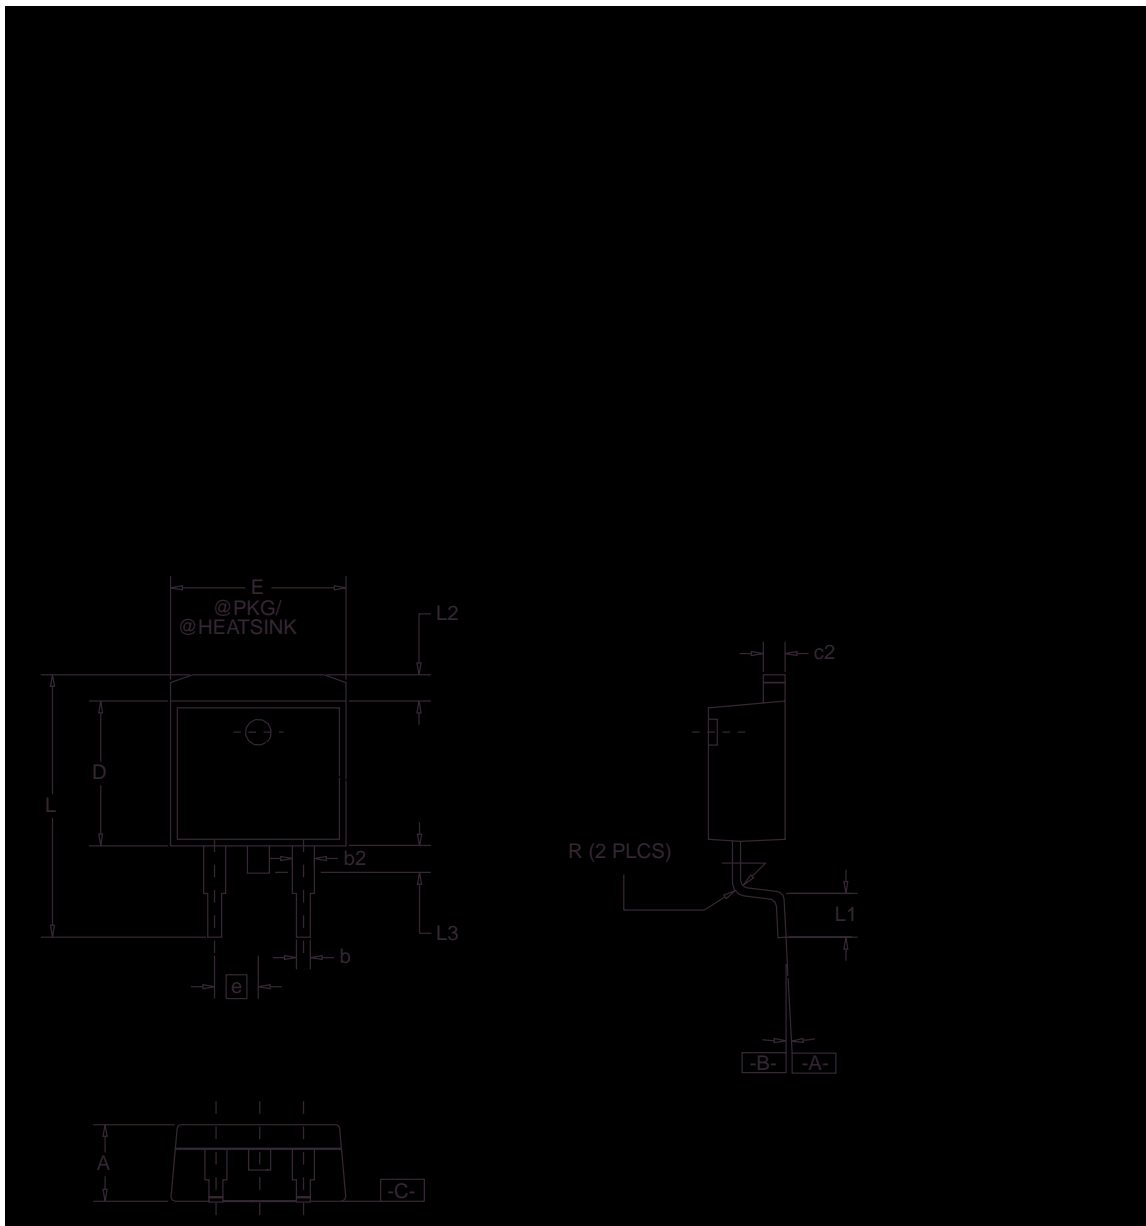 E
@PKG/
@HEATSINK
L2
c2
D
L
b2
R (2 PLCS)
L1
L3
b
e
-B-
-A-
A
-C-